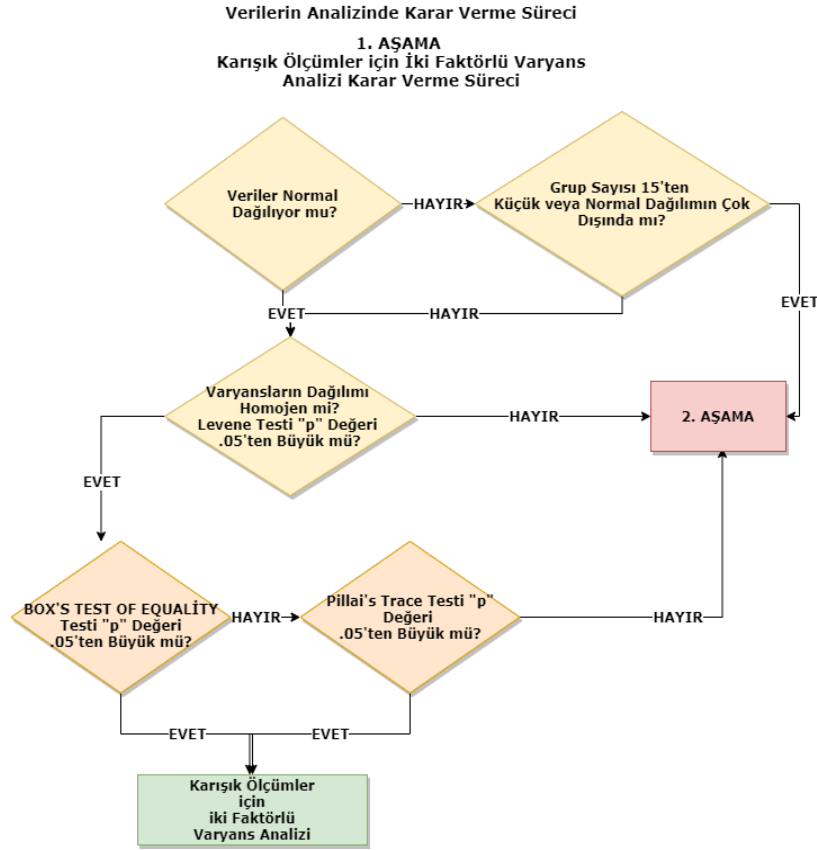 Verilerin Analizinde Karar Verme Süreci
1. AŞAMA
Karışık Ölçümler için İki Faktörlü Varyans
Analizi Karar Verme Süreci
Veriler Normal
Dağılıyor mu?
HAYIR
Grup Sayısı 15'ten
Küçük veya Normal Dağılımın Çok
Dışında mı?
EVET
EVET
HAYIR
Varyansların Dağılımı
Homojen mi?
Levene Testi "p" Değeri
.05'ten Büyük mü?
HAYIR
2. AŞAMA
EVET
BOX'S TEST OF EQUALİTY
Testi "p" Değeri
.05'ten Büyük mü?
HAYIR
Pillai's Trace Testi "p"
Değeri
.05'ten Büyük mü?
HAYIR
EVET
EVET
Karışık Ölçümler
için
iki Faktörlü
Varyans Analizi